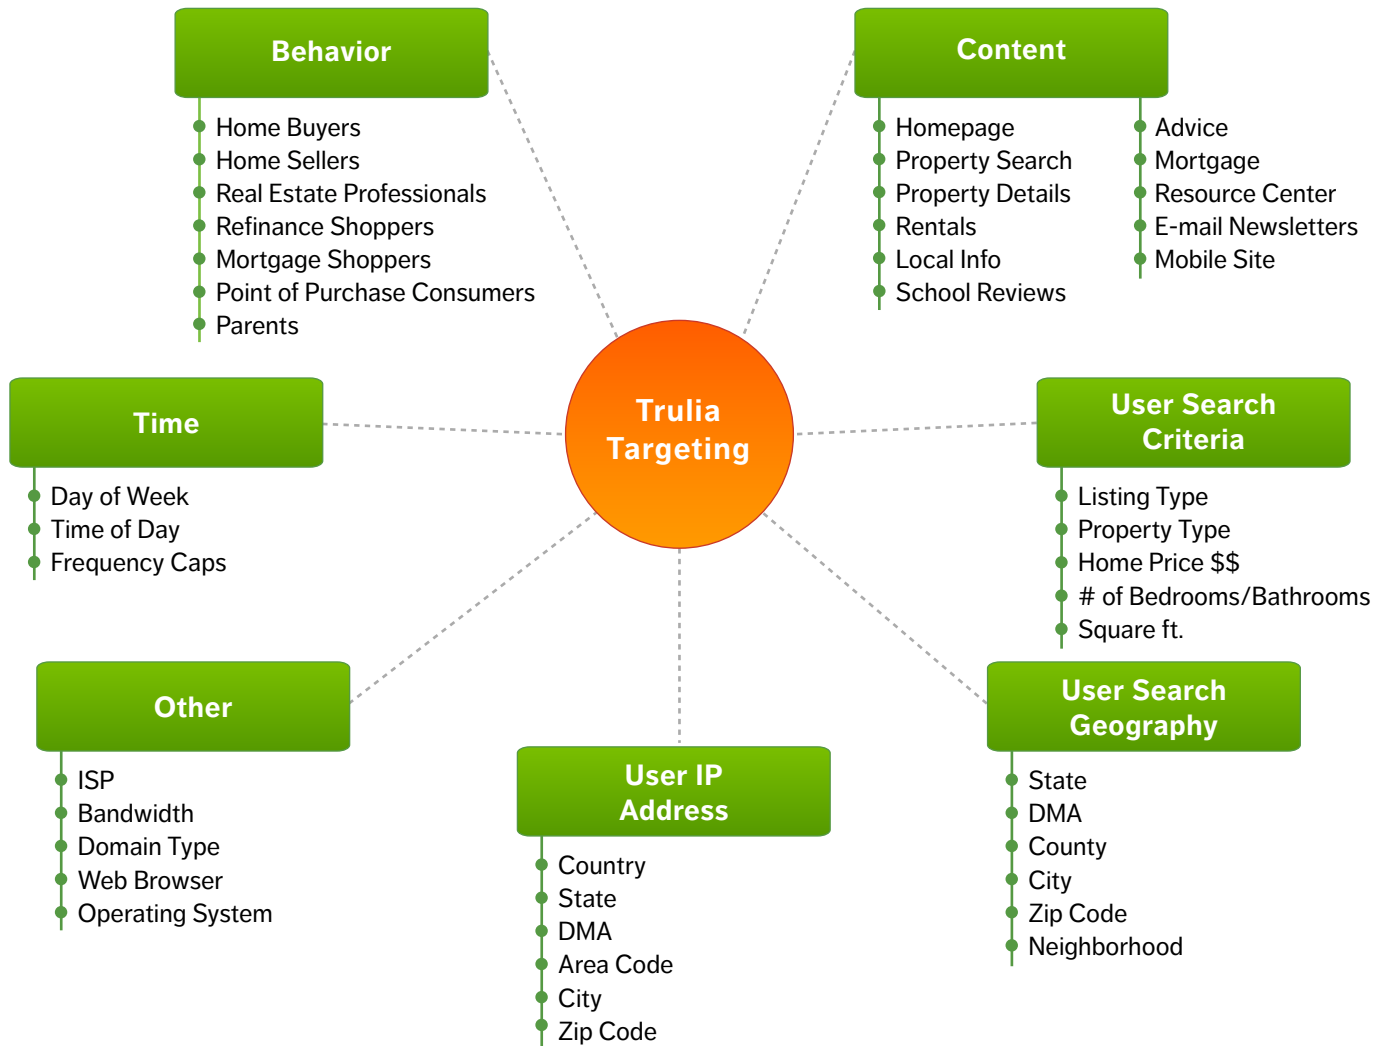 Behavior
Home Buyers
Home Sellers
Real Estate Professionals
Refinance Shoppers
Mortgage Shoppers
Point of Purchase Consumers
Parents
Content
Homepage
Property Search
Property Details
Rentals
Local Info
School Reviews
Advice
Mortgage
Resource Center
E-mail Newsletters
Mobile Site
Time
Day of Week
Time of Day
Frequency Caps
Trulia
Targeting
User Search
Criteria
Listing Type
Property Type
Home Price $$
# of Bedrooms/Bathrooms
Square ft.
Other
ISP
Bandwidth
Domain Type
Web Browser
Operating System
User IP
Address
Country
State
DMA
Area Code
City
Zip Code
User Search
Geography
State
DMA
County
City
Zip Code
Neighborhood